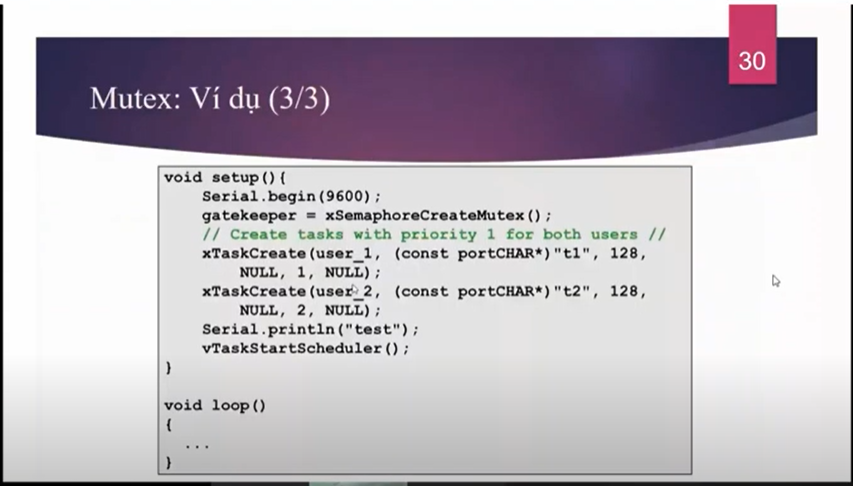 30
Mutex: Ví dụ (3/3)
void setup(){
Serial.begin(9600);
gatekeeper = xSemaphoreCreateMutex();
// Create tasks with priority 1 for both users //
xTaskCreate(user_1, (const portCHAR*)"t1", 128,
NULL, 1, NULL);
xTaskCreate(user_2, (const portCHAR*)"t2", 128,
NULL, 2, NULL);
Serial.println("test");
vTaskStartScheduler();
}
void loop()
{
...
}